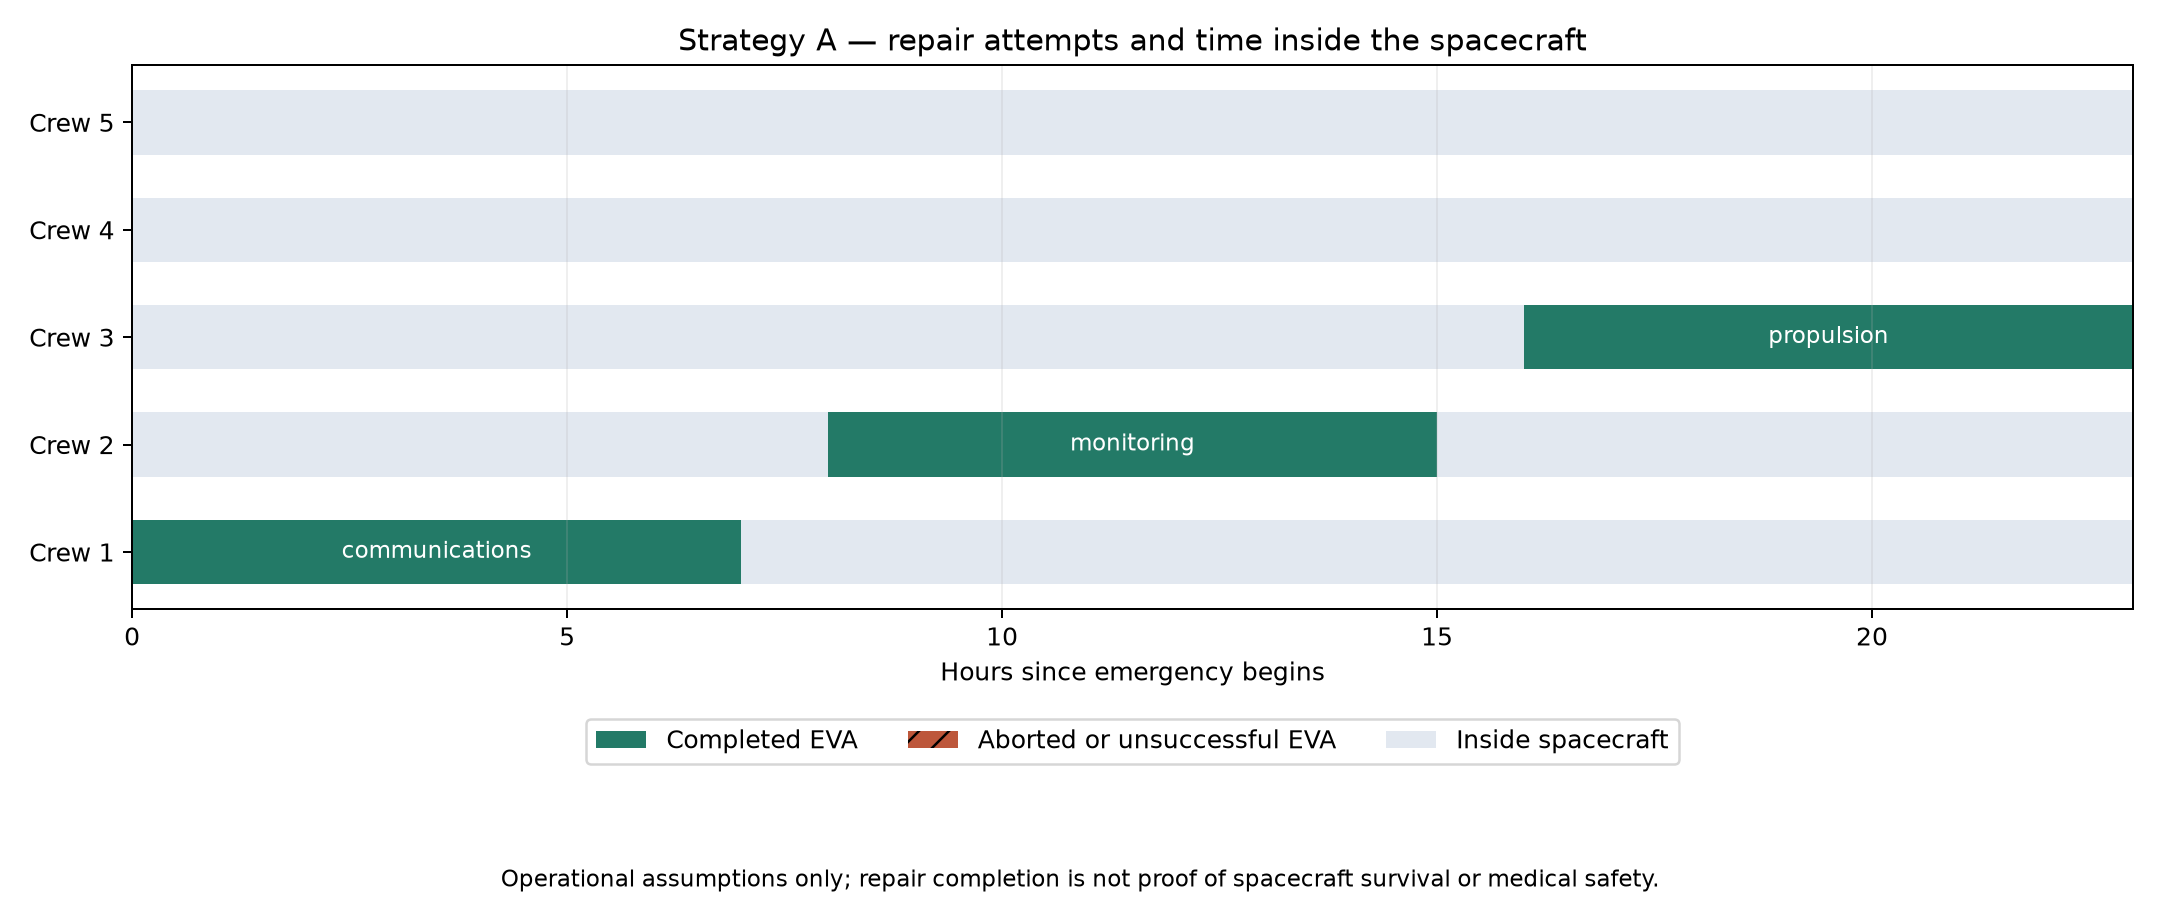 Strategy A — repair attempts and time inside the spacecraft
Crew 5
Crew 4
Crew 3
propulsion
Crew 2
monitoring
Crew 1
communications
0 5 10 15 20
Hours since emergency begins
Completed EVA Aborted or unsuccessful EVA Inside spacecraft
Operational assumptions only; repair completion is not proof of spacecraft survival or medical safety.